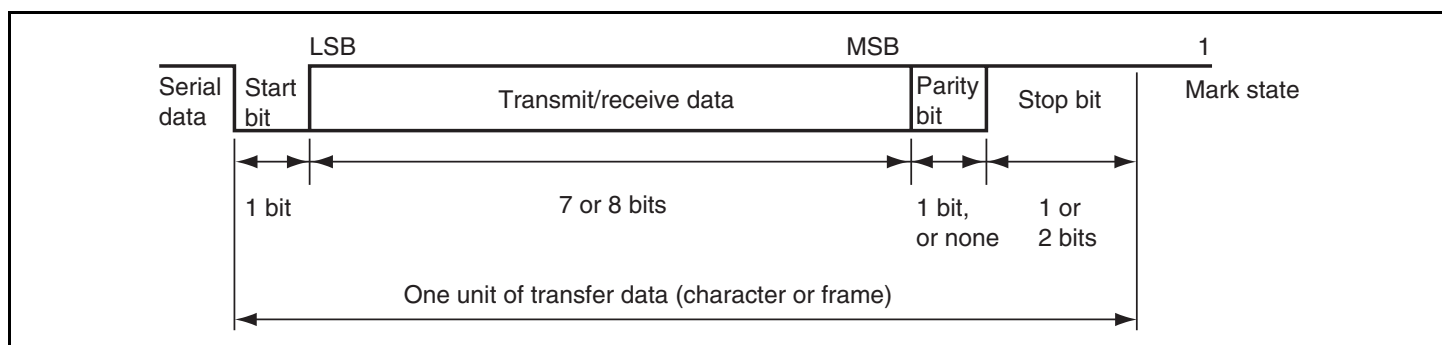 LSB
MSB
1
Serial
data
Start
bit
Transmit/receive data
Parity
bit
Stop bit
Mark state
1 bit
7 or 8 bits
1 bit,
or none
1 or
2 bits
One unit of transfer data (character or frame)